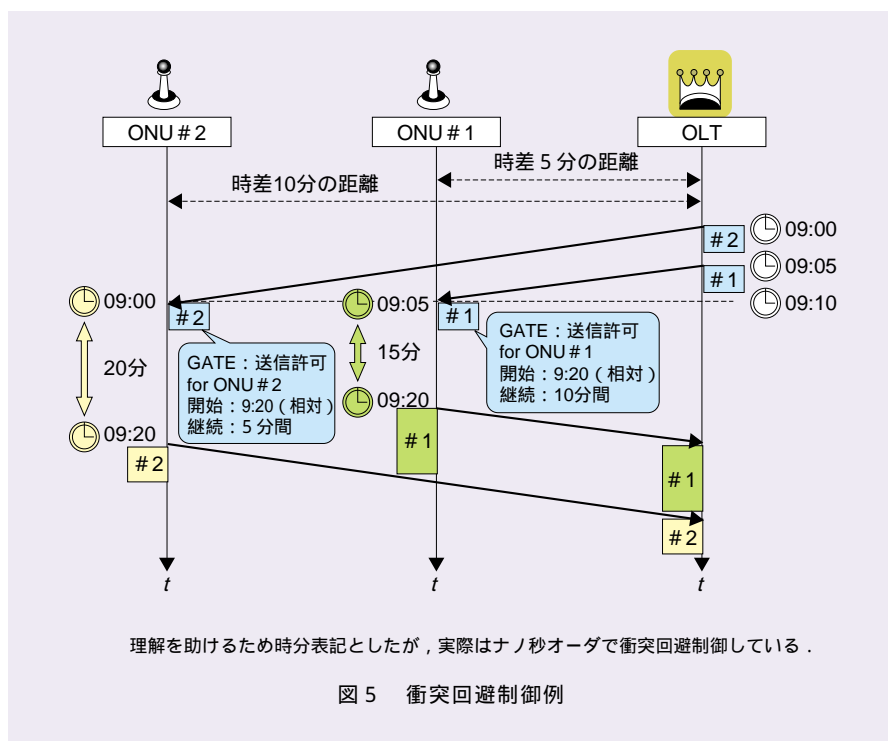 ONU＃2
ONU＃1
OLT
時差５分の距離
時差10分の距離
＃2
09:00
＃1
09:05
09:10
09:00
＃2
09:05
＃1
20分
GATE：送信許可
for ONU＃2
開始：9:20（相対）
継続：５分間
15分
GATE：送信許可
for ONU＃1
開始：9:20（相対）
継続：10分間
09:20
09:20
＃1
＃2
＃1
＃2
t
t
t
理解を助けるため時分表記としたが，実際はナノ秒オーダで衝突回避制御している．
図５　衝突回避制御例